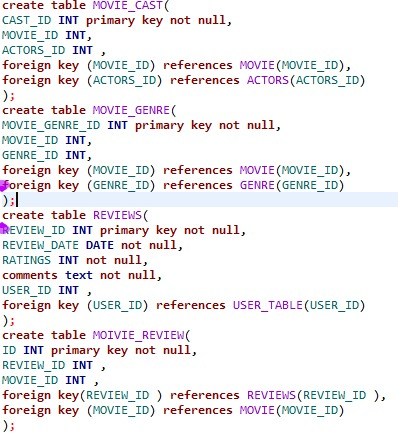 create table MOVIE_CAST(
CAST_ID INT primary key not null,
MOVIE_ID INT,
ACTORS_ID INT ,
foreign key (MOVIE_ID) references MOVIE(MOVIE_ID),
foreign key (ACTORS_ID) references ACTORS(ACTORS_ID)
);
create table MOVIE_GENRE(
MOVIE_GENRE_ID INT primary key not null,
MOVIE_ID INT,
GENRE_ID INT,
foreign key (MOVIE_ID) references MOVIE(MOVIE_ID),
foreign key (GENRE_ID) references GENRE(GENRE_ID)
);
create table REVIEWS(
REVIEW_ID INT primary key not null,
REVIEW_DATE DATE not null,
RATINGS INT not null,
comments text not null,
USER_ID INT ,
foreign key (USER_ID) references USER_TABLE(USER_ID)
);
create table MOIVIE_REVIEW(
ID INT primary key not null,
REVIEW_ID INT ,
MOVIE_ID INT ,
foreign key(REVIEW_ID ) references REVIEWS(REVIEW_ID ),
foreign key (MOVIE_ID) references MOVIE(MOVIE_ID)
);